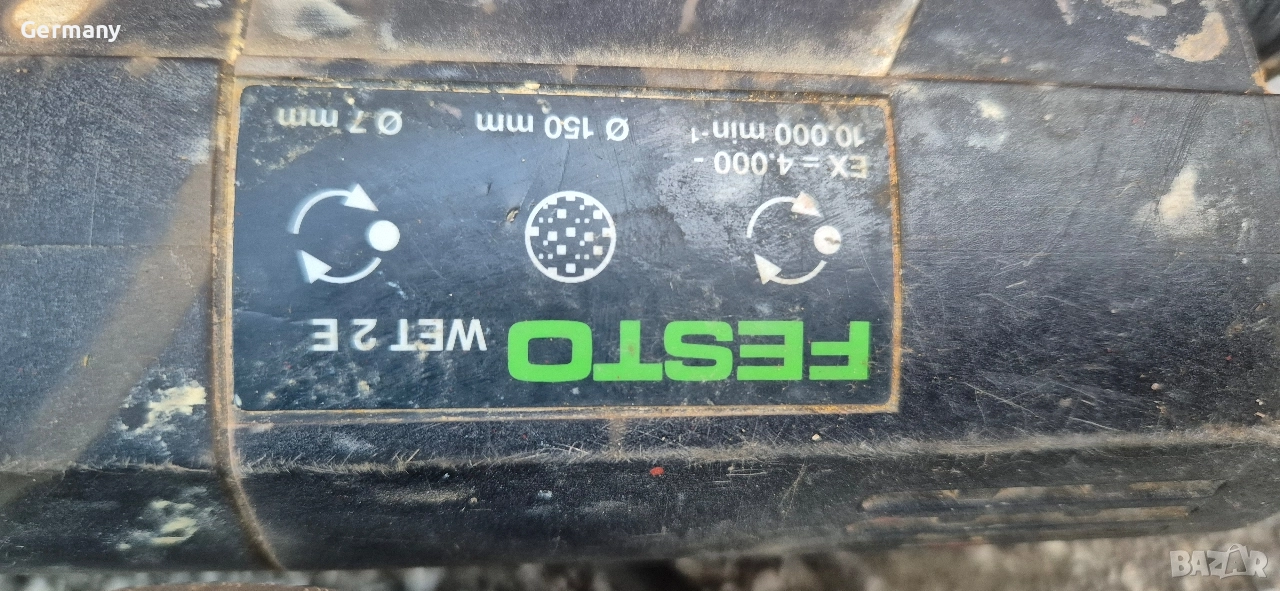 Germany
FESTO WET 2 E
EX = 4.000 -
10.000 min⁻¹
Ø 150 mm
Ø 7 mm
BAZAR